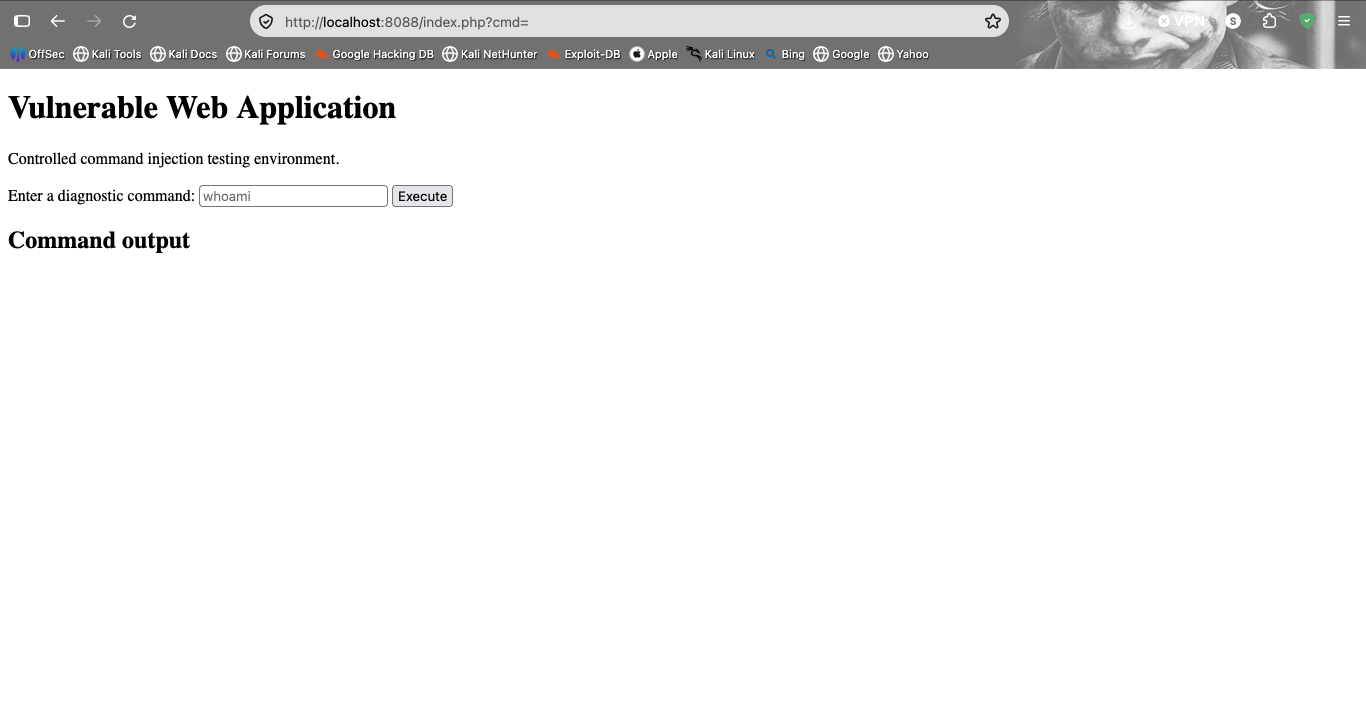 http://localhost:8088/index.php?cmd=
VPN
S
OffSec Kali Tools Kali Docs Kali Forums Google Hacking DB Kali NetHunter Exploit-DB Apple Kali Linux Bing Google Yahoo
Vulnerable Web Application
Controlled command injection testing environment.
Enter a diagnostic command: whoami Execute
Command output